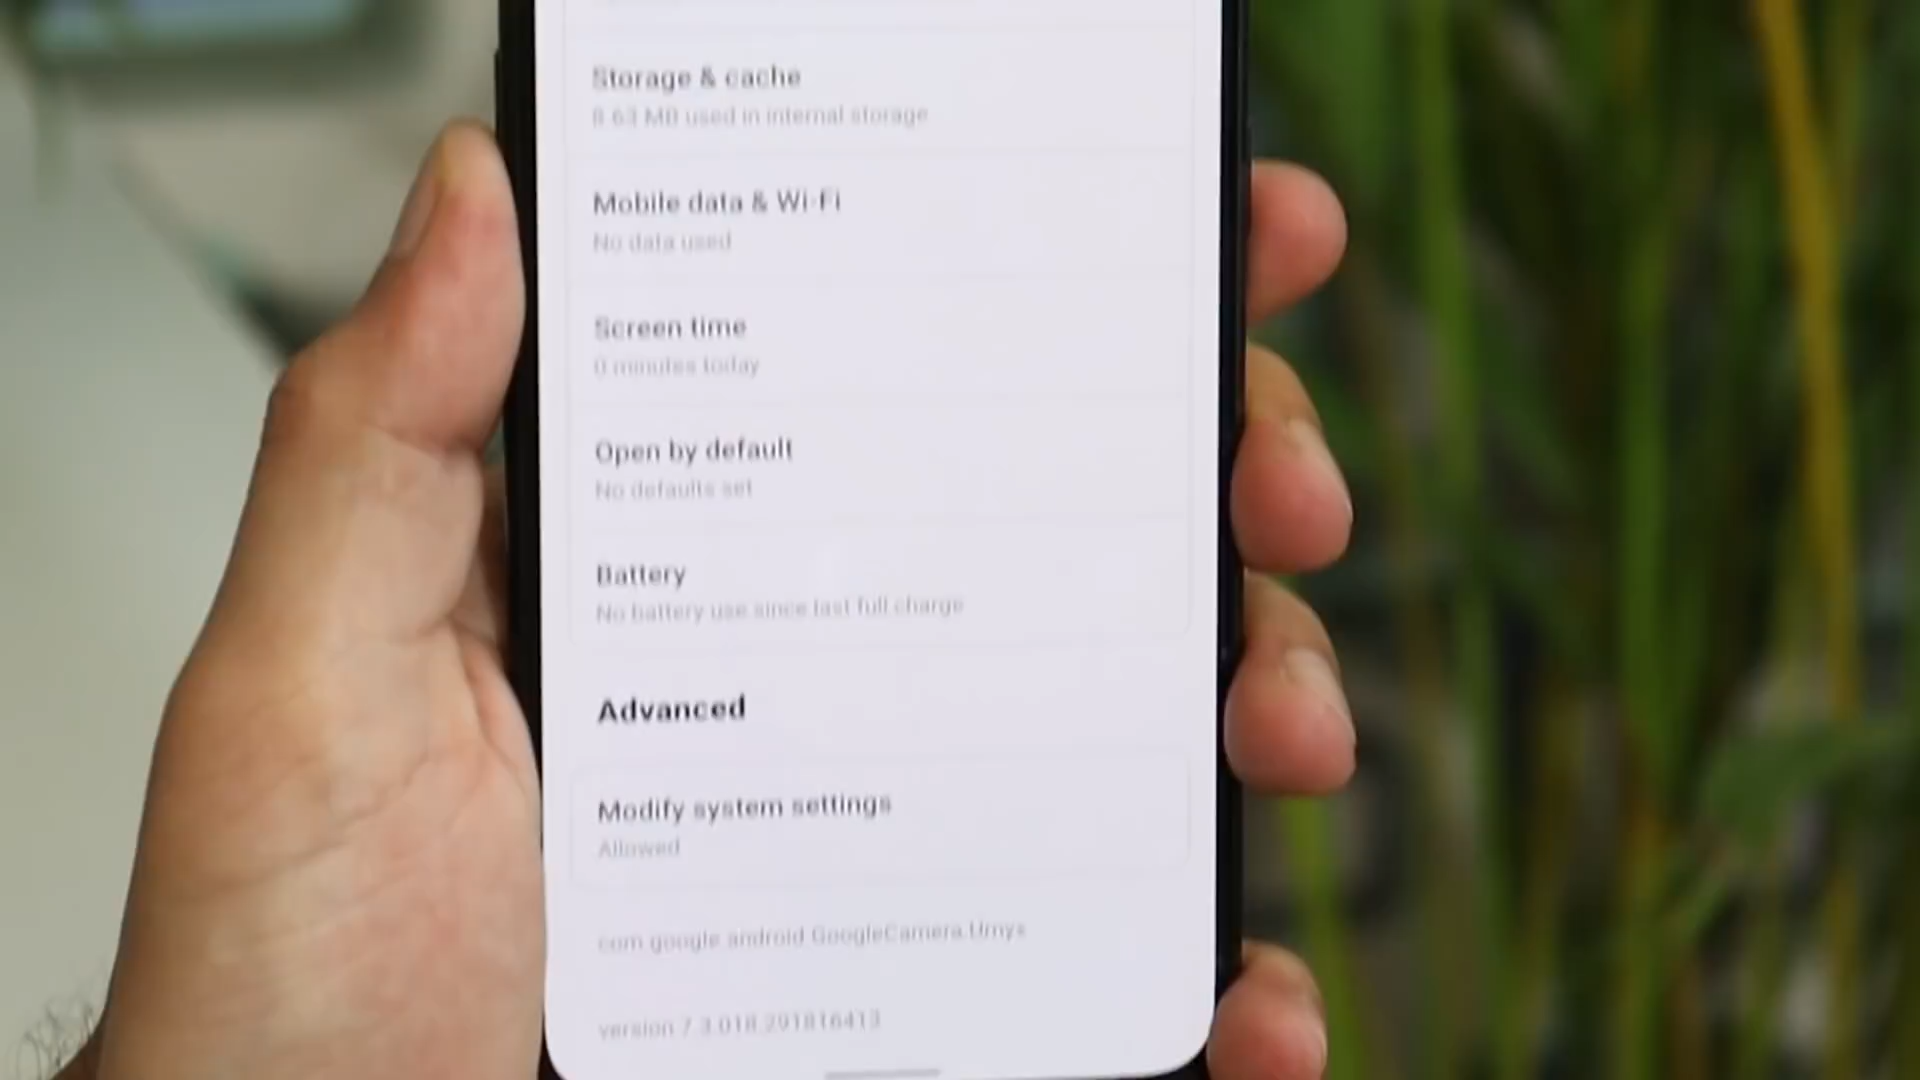 Storage & cache
8.63 MB used in internal storage
Mobile data & Wi-Fi
No data used
Screen time
0 minutes today
Open by default
No defaults set
Battery
No battery use since last full charge
Advanced
Modify system settings
Allowed
com.google.android.GoogleCamera.Urnyx
version 7.3.018.291816413